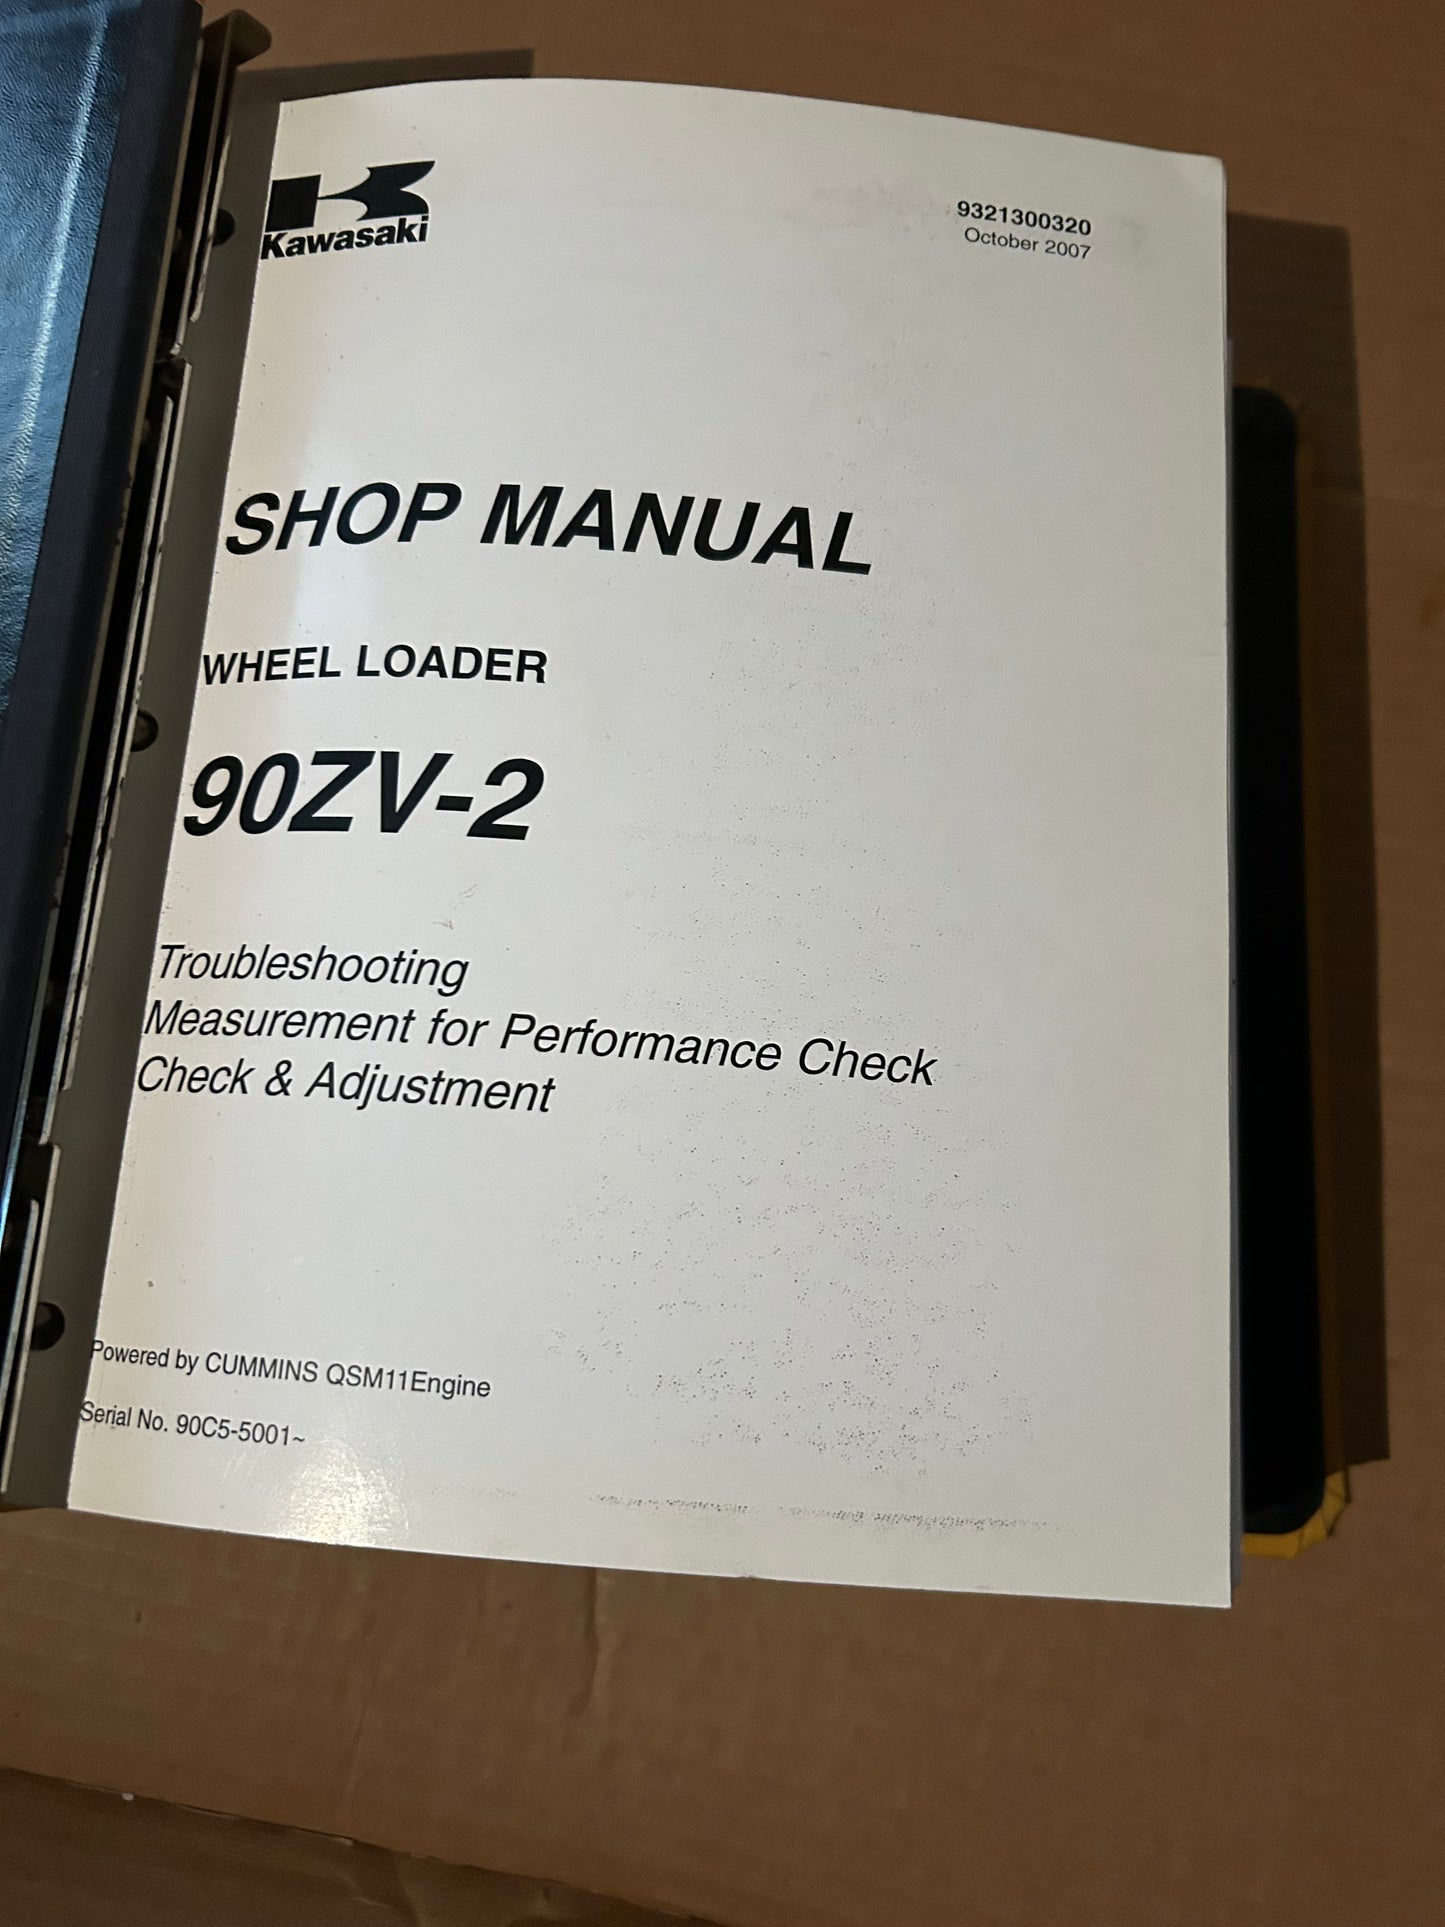 Kawasaki
9321300320
October 2007
SHOP MANUAL
WHEEL LOADER
90ZV-2
Troubleshooting
Measurement for Performance Check
Check & Adjustment
Powered by CUMMINS QSM11Engine
Serial No. 90C5-5001~